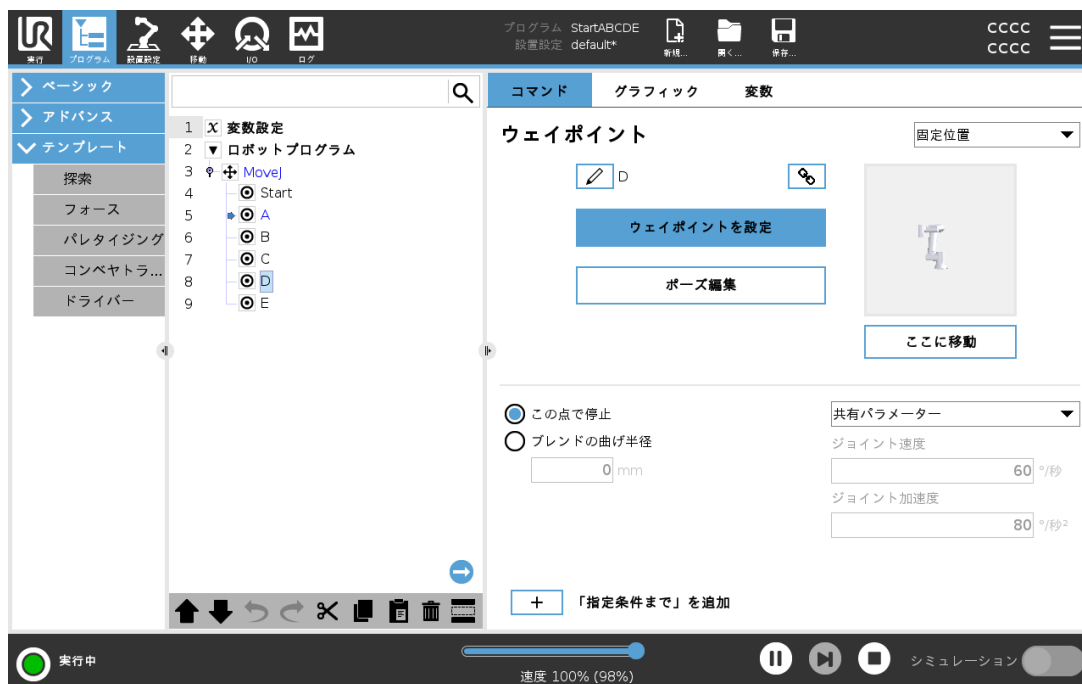 プログラム StartABCDE
設置設定 default*
CCCC
CCCC
実行
プログラム
設置設定
移動
I/O
ログ
新規...
開く...
保存...
ベーシック
アドバンス
テンプレート
探索
フォース
パレタイジング
コンベヤトラ...
ドライバー
1 変数設定
2 ロボットプログラム
3 MoveJ
4 Start
5 A
6 B
7 C
8 D
9 E
コマンド グラフィック 変数
ウェイポイント 固定位置
D
ウェイポイントを設定
ポーズ編集
ここに移動
この点で停止
ブレンドの曲げ半径
0 mm
共有パラメーター
ジョイント速度
60 °/秒
ジョイント加速度
80 °/秒²
+ 「指定条件まで」を追加
実行中
速度 100% (98%)
シミュレーション